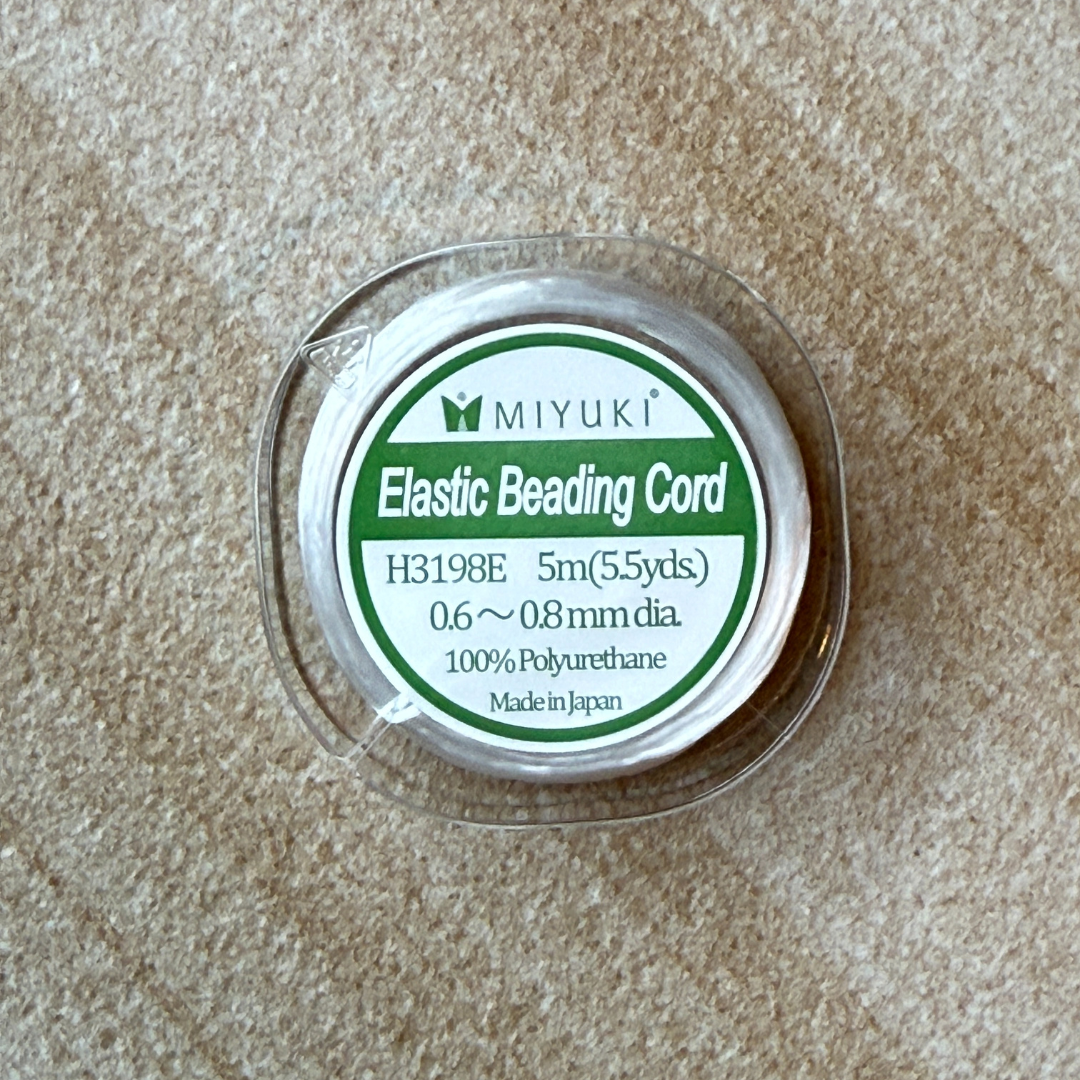 MIYUKI®
Elastic Beading Cord
H3198E 5m(5.5yds.)
0.6～0.8mm dia.
100% Polyurethane
Made in Japan